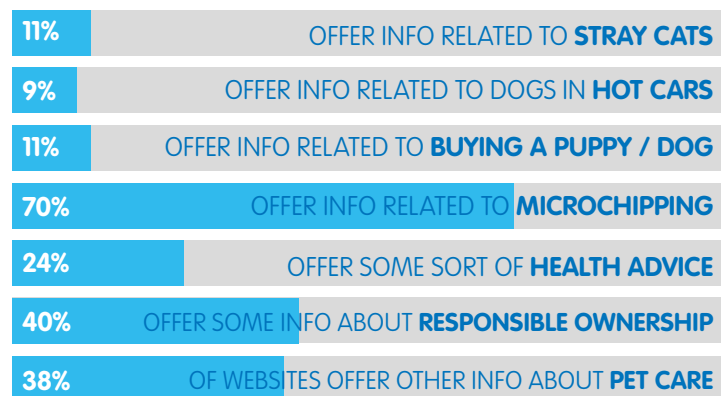 11% OFFER INFO RELATED TO STRAY CATS
9% OFFER INFO RELATED TO DOGS IN HOT CARS
11% OFFER INFO RELATED TO BUYING A PUPPY / DOG
70% OFFER INFO RELATED TO MICROCHIPPING
24% OFFER SOME SORT OF HEALTH ADVICE
40% OFFER SOME INFO ABOUT RESPONSIBLE OWNERSHIP
38% OF WEBSITES OFFER OTHER INFO ABOUT PET CARE